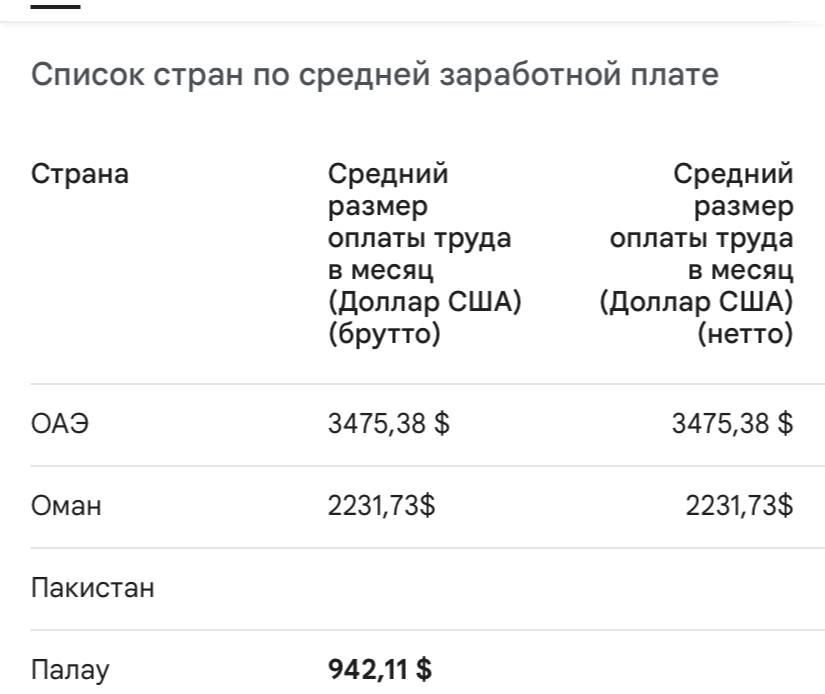 Список стран по средней заработной плате
Страна
Средний
размер
оплаты труда
в месяц
(Доллар США)
(брутто)
Средний
размер
оплаты труда
в месяц
(Доллар США)
(нетто)
ОАЭ 3475,38 $ 3475,38 $
Оман 2231,73$ 2231,73$
Пакистан
Палау 942,11 $